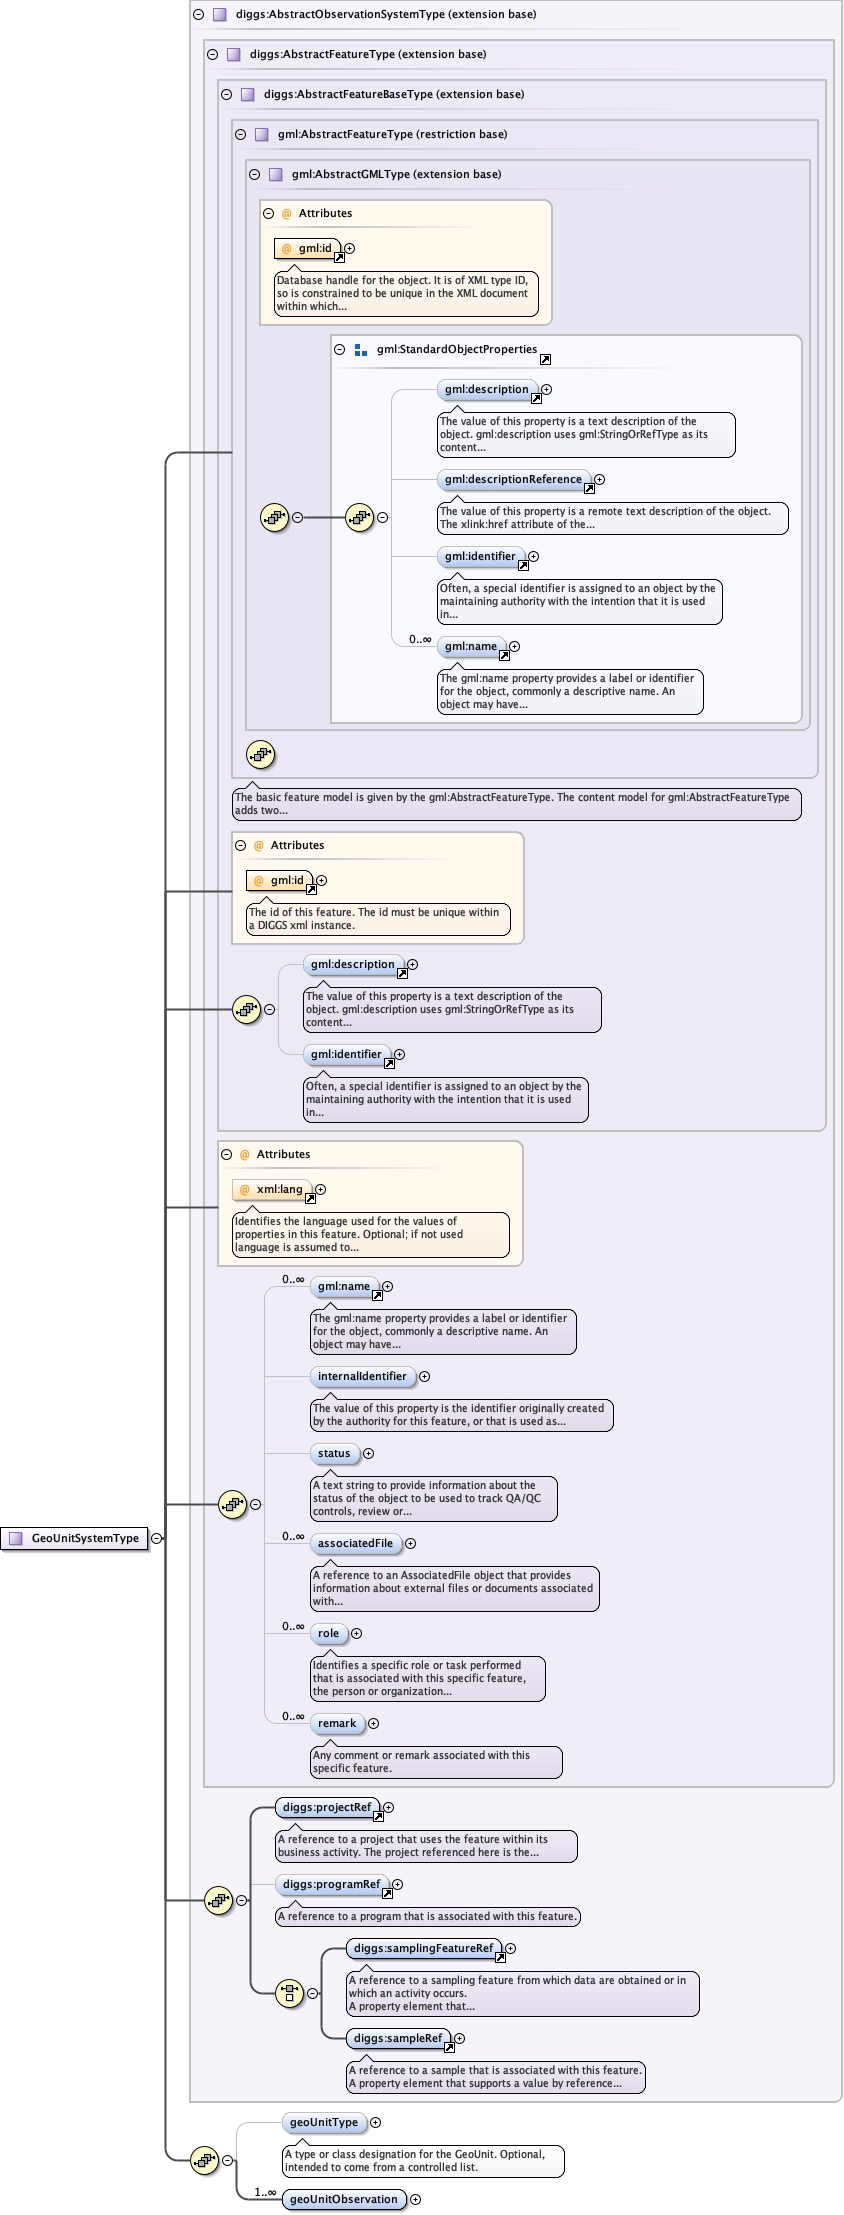 diggs:AbstractObservationSystemType (extension base)
diggs:AbstractFeatureType (extension base)
diggs:AbstractFeatureBaseType (extension base)
gml:AbstractFeatureType (restriction base)
gml:AbstractGMLType (extension base)
@ Attributes
@ gml:id
Database handle for the object. It is of XML type ID,
so is constrained to be unique in the XML document
within which...
gml:StandardObjectProperties
gml:description
The value of this property is a text description of the
object. gml:description uses gml:StringOrRefType as its
content...
gml:descriptionReference
The value of this property is a remote text description of the object.
The xlink:href attribute of the...
gml:identifier
Often, a special identifier is assigned to an object by the
maintaining authority with the intention that it is used
in...
0..∞
gml:name
The gml:name property provides a label or identifier
for the object, commonly a descriptive name. An
object may have...
The basic feature model is given by the gml:AbstractFeatureType. The content model for gml:AbstractFeatureType
adds two...
@ Attributes
@ gml:id
The id of this feature. The id must be unique within
a DIGGS xml instance.
gml:description
The value of this property is a text description of the
object. gml:description uses gml:StringOrRefType as its
content...
gml:identifier
Often, a special identifier is assigned to an object by the
maintaining authority with the intention that it is used
in...
@ Attributes
@ xml:lang
Identifies the language used for the values of
properties in this feature. Optional; if not used
language is assumed to...
0..∞
gml:name
The gml:name property provides a label or identifier
for the object, commonly a descriptive name. An
object may have...
internalIdentifier
The value of this property is the identifier originally created
by the authority for this feature, or that is used as...
status
A text string to provide information about the
status of the object to be used to track QA/QC
controls, review or...
GeoUnitSystemType
0..∞
associatedFile
A reference to an AssociatedFile object that provides
information about external files or documents associated
with...
0..∞
role
Identifies a specific role or task performed
that is associated with this specific feature,
the person or organization...
0..∞
remark
Any comment or remark associated with this
specific feature.
diggs:projectRef
A reference to a project that uses the feature within its
business activity. The project referenced here is the...
diggs:programRef
A reference to a program that is associated with this feature.
diggs:samplingFeatureRef
A reference to a sampling feature from which data are obtained or in
which an activity occurs.
A property element that...
diggs:sampleRef
A reference to a sample that is associated with this feature.
A property element that supports a value by reference...
geoUnitType
A type or class designation for the GeoUnit. Optional,
intended to come from a controlled list.
1..∞
geoUnitObservation